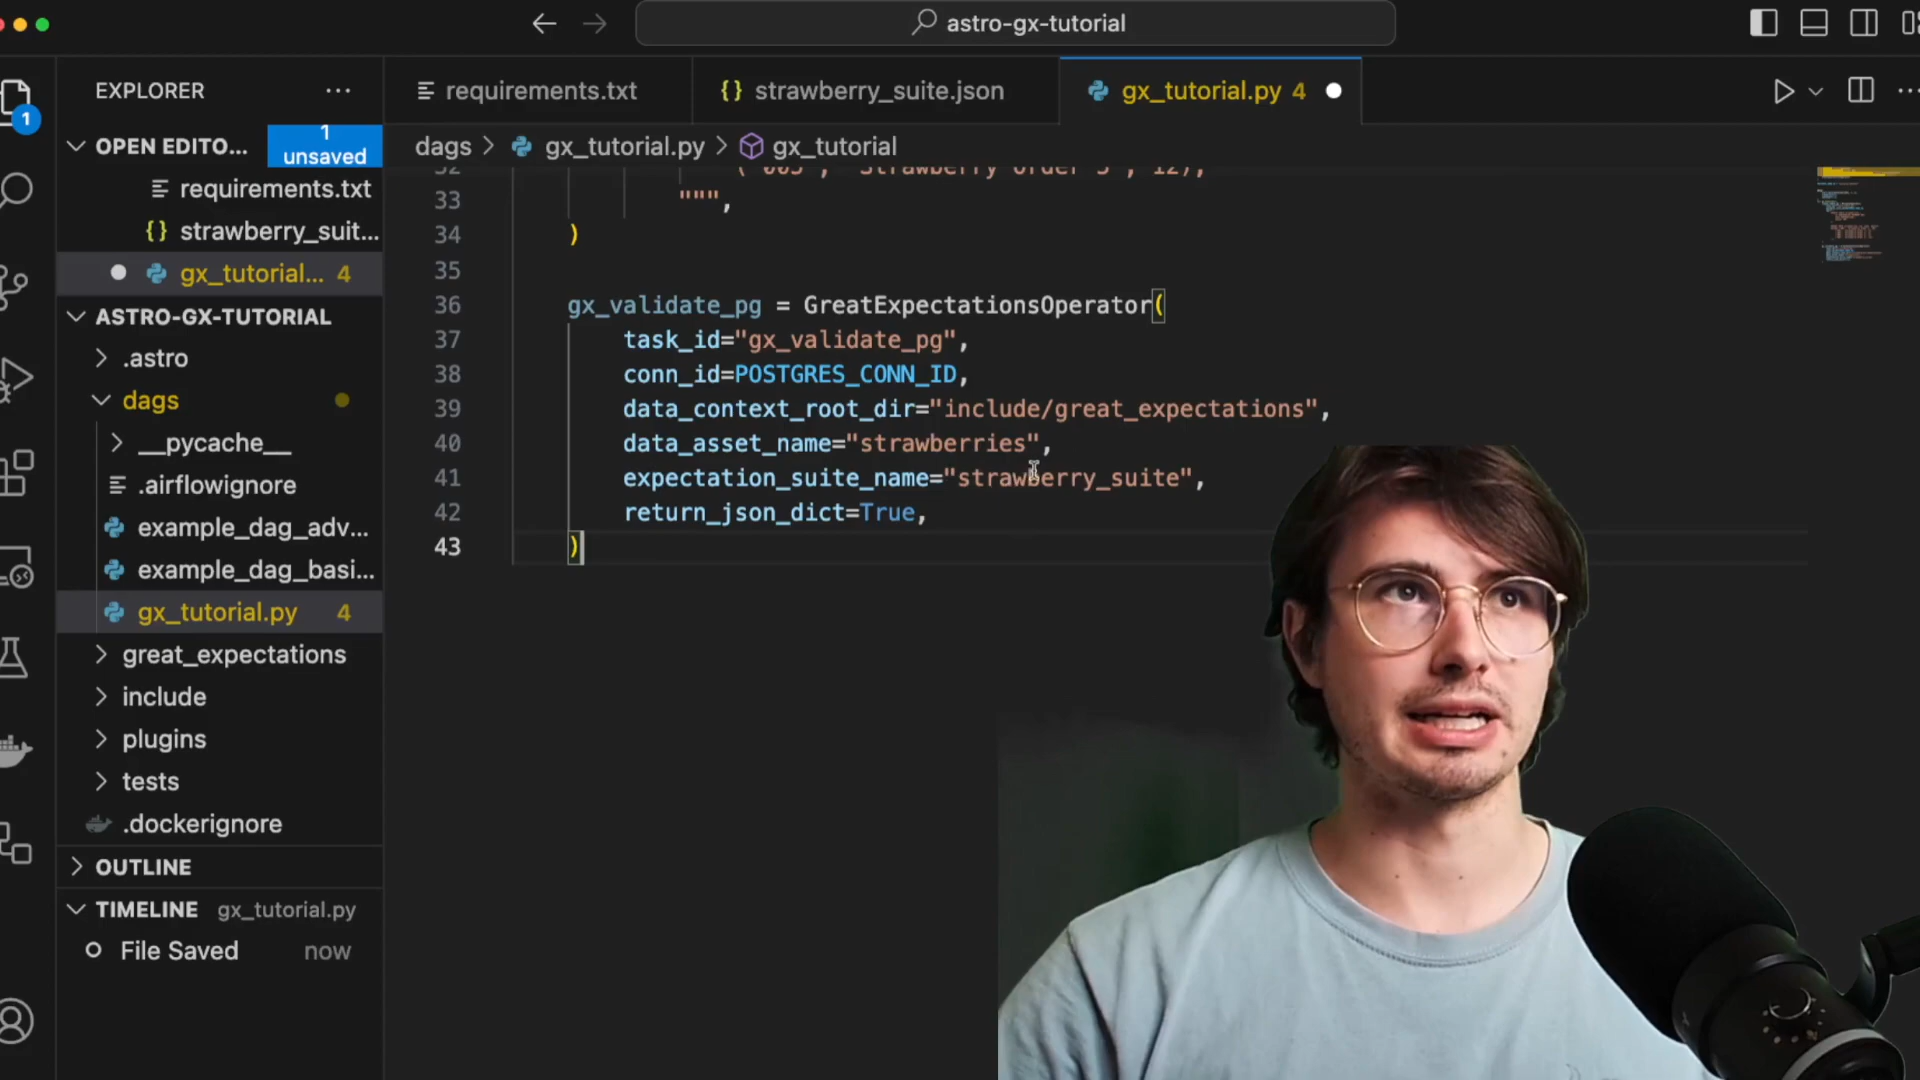 astro-gx-tutorial
EXPLORER
requirements.txt
strawberry_suite.json
gx_tutorial.py 4
1
OPEN EDITO...
1 unsaved
requirements.txt
strawberry_suit...
gx_tutorial... 4
ASTRO-GX-TUTORIAL
.astro
dags
__pycache__
.airflowignore
example_dag_adv...
example_dag_basi...
gx_tutorial.py 4
great_expectations
include
plugins
tests
.dockerignore
OUTLINE
TIMELINE gx_tutorial.py
File Saved now
dags > gx_tutorial.py > gx_tutorial
33 """,
34 )
35
36 gx_validate_pg = GreatExpectationsOperator(
37 task_id="gx_validate_pg",
38 conn_id=POSTGRES_CONN_ID,
39 data_context_root_dir="include/great_expectations",
40 data_asset_name="strawberries",
41 expectation_suite_name="strawberry_suite",
42 return_json_dict=True,
43 )